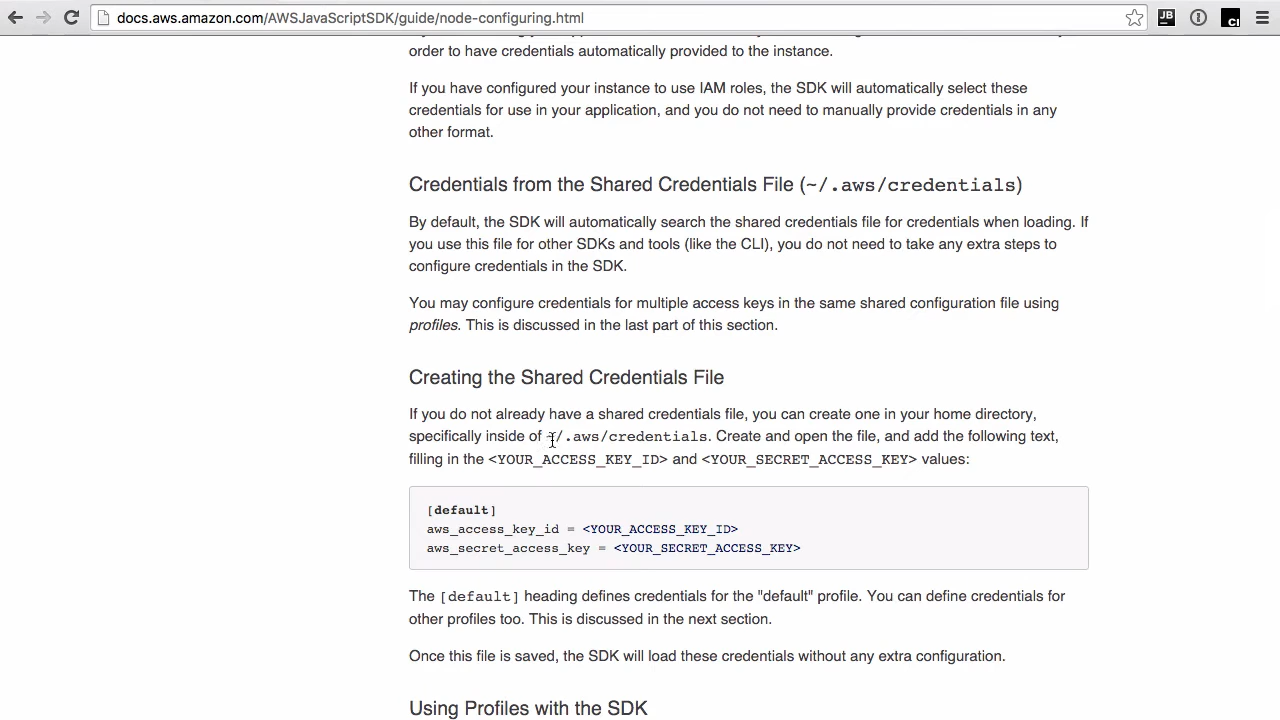 docs.aws.amazon.com/AWSJavaScriptSDK/guide/node-configuring.html
JB
CI
order to have credentials automatically provided to the instance.
If you have configured your instance to use IAM roles, the SDK will automatically select these
credentials for use in your application, and you do not need to manually provide credentials in any
other format.
Credentials from the Shared Credentials File (~/.aws/credentials)
By default, the SDK will automatically search the shared credentials file for credentials when loading. If
you use this file for other SDKs and tools (like the CLI), you do not need to take any extra steps to
configure credentials in the SDK.
You may configure credentials for multiple access keys in the same shared configuration file using
profiles. This is discussed in the last part of this section.
Creating the Shared Credentials File
If you do not already have a shared credentials file, you can create one in your home directory,
specifically inside of ~/.aws/credentials. Create and open the file, and add the following text,
filling in the <YOUR_ACCESS_KEY_ID> and <YOUR_SECRET_ACCESS_KEY> values:
[default]
aws_access_key_id = <YOUR_ACCESS_KEY_ID>
aws_secret_access_key = <YOUR_SECRET_ACCESS_KEY>
The [default] heading defines credentials for the "default" profile. You can define credentials for
other profiles too. This is discussed in the next section.
Once this file is saved, the SDK will load these credentials without any extra configuration.
Using Profiles with the SDK